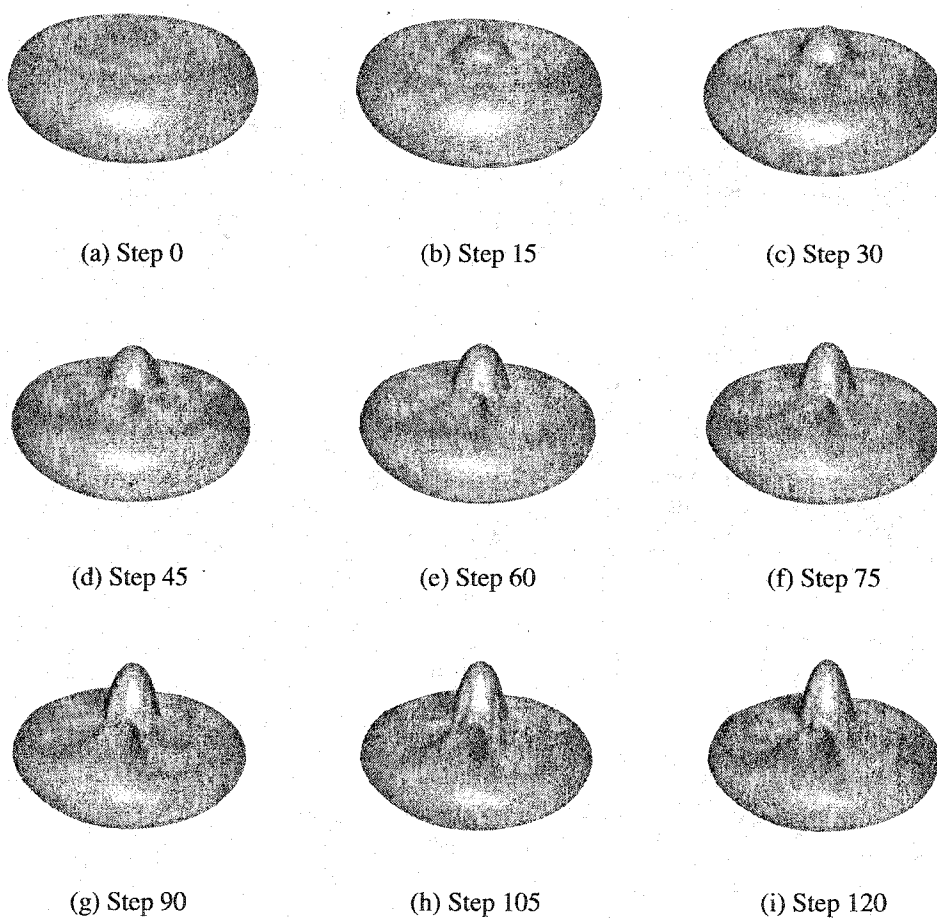 (a) Step 0
(b) Step 15
(c) Step 30
(d) Step 45
(e) Step 60
(f) Step 75
(g) Step 90
(h) Step 105
(i) Step 120